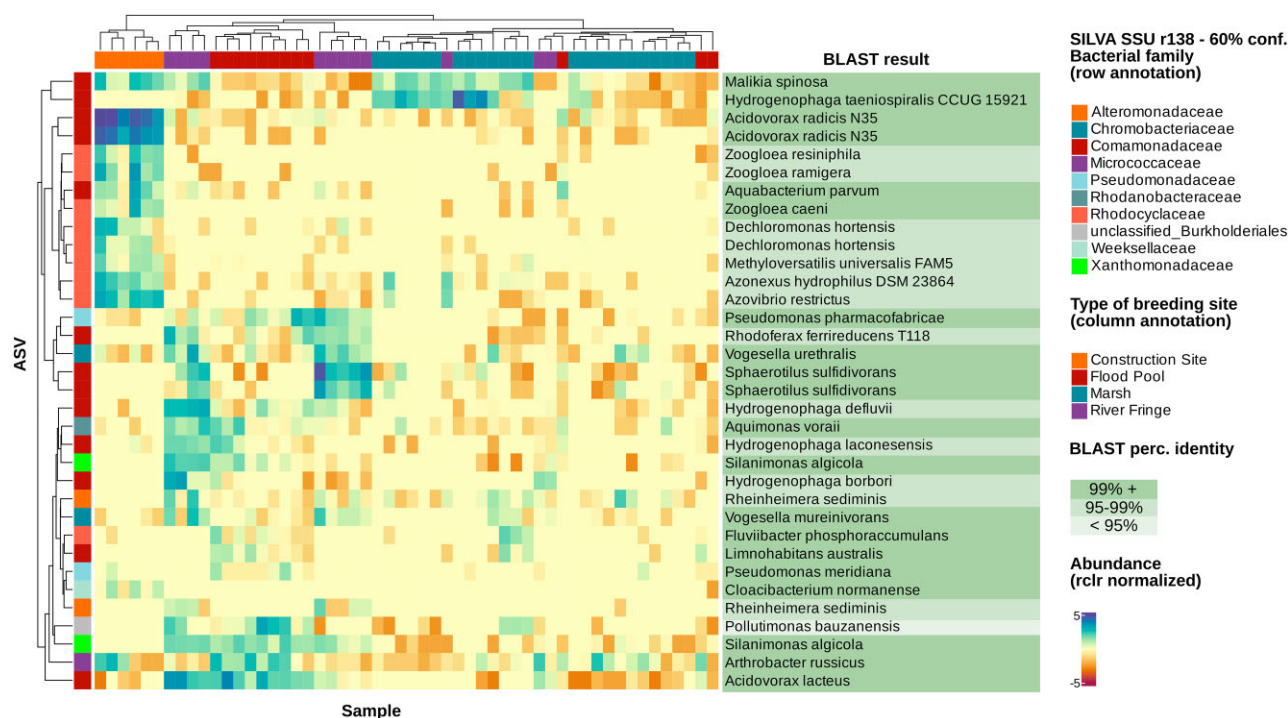 BLAST result
Malikia spinosa
Hydrogenophaga taeniospiralis CCUG 15921
Acidovorax radicis N35
Acidovorax radicis N35
Zoogloea resiniphila
Zoogloea ramigera
Aquabacterium parvum
Zoogloea caeni
Dechloromonas hortensis
Dechloromonas hortensis
Methyloversatilis universalis FAM5
Azonexus hydrophilus DSM 23864
Azovibrio restrictus
Pseudomonas pharmacofabricae
Rhodoferax ferrireducens T118
Vogesella urethralis
Sphaerotilus sulfidivorans
Sphaerotilus sulfidivorans
Hydrogenophaga defluvii
Aquimonas voraii
Hydrogenophaga laconesensis
Silanimonas algicola
Hydrogenophaga borbori
Rheinheimera sediminis
Vogesella mureinivorans
Fluviibacter phosphoraccumulans
Limnohabitans australis
Pseudomonas meridiana
Cloacibacterium normanense
Rheinheimera sediminis
Pollutimonas bauzanensis
Silanimonas algicola
Arthrobacter russicus
Acidovorax lacteus
ASV
Sample
SILVA SSU r138 - 60% conf.
Bacterial family
(row annotation)
Alteromonadaceae
Chromobacteriaceae
Comamonadaceae
Micrococcaceae
Pseudomonadaceae
Rhodanobacteraceae
Rhodocyclaceae
unclassified_Burkholderiales
Weeksellaceae
Xanthomonadaceae
Type of breeding site
(column annotation)
Construction Site
Flood Pool
Marsh
River Fringe
BLAST perc. identity
99% +
95-99%
< 95%
Abundance
(rclr normalized)
5
-5